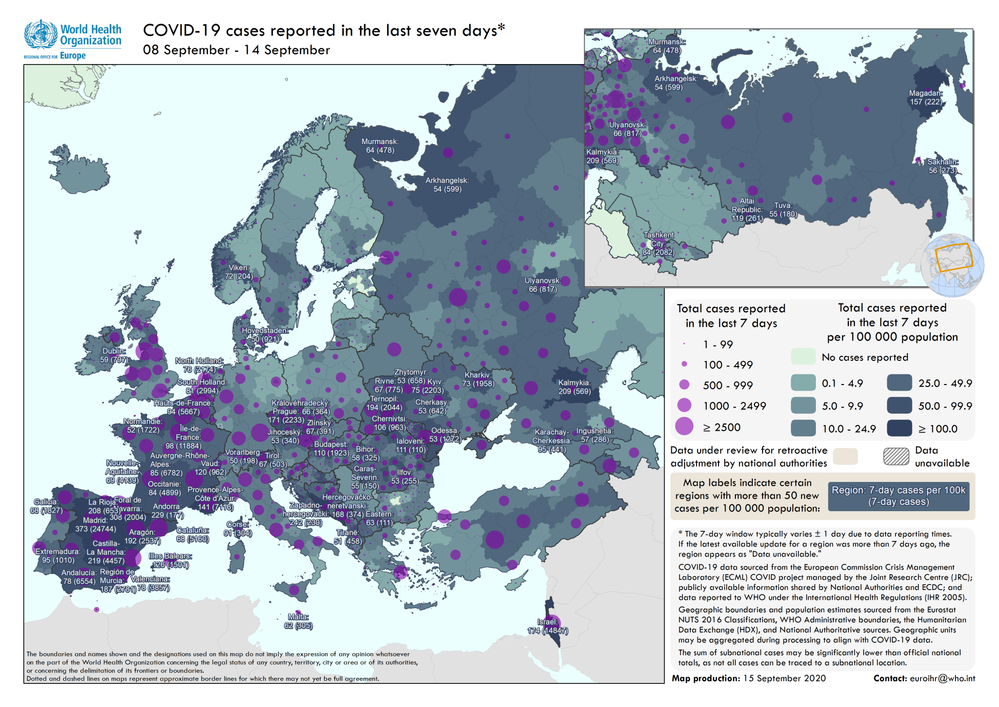 World Health
Organization
REGIONAL OFFICE FOR Europe
COVID-19 cases reported in the last seven days*
08 September - 14 September
Murmansk:
64 (478)
Arkhangelsk:
54 (599)
Magadan:
157 (222)
Ulyanovsk:
66 (817)
Kalmykia:
209 (569)
Sakhalin:
56 (273)
Altai
Republic:
119 (261)
Tuva:
55 (180)
Tashkent
City:
84 (2082)
Murmansk:
64 (478)
Arkhangelsk:
54 (599)
Viken:
72 (204)
Ulyanovsk:
66 (817)
Hovedstaden:
50 (921)
Dublin:
59 (797)
North Holland:
76 (2174)
South Holland:
81 (2994)
Hauts-de-France:
94 (5667)
Normandie:
52 (1722)
Île-de-
France:
98 (11884)
Zhytomyr:
53 (658)
Rivne:
67 (775)
Kyiv:
75 (2203)
Kharkiv:
73 (1958)
Kalmykia:
209 (569)
Ternopil:
194 (2044)
Cherkasy:
53 (642)
Chernivtsi:
106 (963)
Královéhradecký:
66 (364)
Prague:
171 (2233)
Zlínský:
67 (391)
Jihoceský:
53 (340)
Odessa:
53 (1272)
Ialoveni:
111 (110)
Karachay-
Cherkessia:
95 (441)
Ingushetia:
57 (286)
Budapest:
110 (1923)
Bihor:
58 (325)
Auvergne-Rhône-
Alpes:
85 (6782)
Vorarlberg:
50 (198)
Tirol:
67 (503)
Vaud:
120 (962)
Nouvelle-
Aquitaine:
69 (4139)
Caras-
Severin:
55 (150)
Ilfov:
53 (255)
Occitanie:
84 (4899)
Provence-Alpes-
Côte d'Azur:
141 (7116)
Galicia:
68 (1827)
La Rioja:
208 (653)
Foral de
Navarra:
308 (2004)
Andorra:
229 (177)
Hercegovačko-
neretvanski:
168 (374)
Zapadno-
hercegovački:
242 (230)
Eastern:
63 (111)
Madrid:
373 (24744)
Aragón:
192 (2537)
Cataluña:
68 (5160)
Corse:
91 (304)
Tiranë:
51 (458)
Castilla-
La Mancha:
219 (4457)
Extremadura:
95 (1010)
Illes Balears:
126 (1501)
Andalucía:
78 (6554)
Región de
Murcia:
187 (2781)
Valenciana:
78 (3857)
Malta:
62 (305)
Israel:
174 (14847)
Total cases reported
in the last 7 days
1 - 99
100 - 499
500 - 999
1000 - 2499
≥ 2500
Total cases reported
in the last 7 days
per 100 000 population
No cases reported
0.1 - 4.9
5.0 - 9.9
10.0 - 24.9
25.0 - 49.9
50.0 - 99.9
≥ 100.0
Data under review for retroactive
adjustment by national authorities
Data
unavailable
Map labels indicate certain
regions with more than 50 new
cases per 100 000 population:
Region: 7-day cases per 100k
(7-day cases)
* The 7-day window typically varies ± 1 day due to data reporting times.
If the latest available update for a region was more than 7 days ago, the
region appears as "Data unavailable."
COVID-19 data sourced from the European Commission Crisis Management
Laboratory (ECML) COVID project managed by the Joint Research Centre (JRC);
publicly available information shared by National Authorities and ECDC; and
data reported to WHO under the International Health Regulations (IHR 2005).
Geographic boundaries and population estimates sourced from the Eurostat
NUTS 2016 Classifications, WHO Administrative boundaries, the Humanitarian
Data Exchange (HDX), and National Authoritative sources. Geographic units
may be aggregated during processing to align with COVID-19 data.
The sum of subnational cases may be significantly lower than official national
totals, as not all cases can be traced to a subnational location.
The boundaries and names shown and the designations used on this map do not imply the expression of any opinion whatsoever
on the part of the World Health Organization concerning the legal status of any country, territory, city or area or of its authorities,
or concerning the delimitation of its frontiers or boundaries.
Dotted and dashed lines on maps represent approximate border lines for which there may not yet be full agreement.
Map production: 15 September 2020
Contact: euroihr@who.int